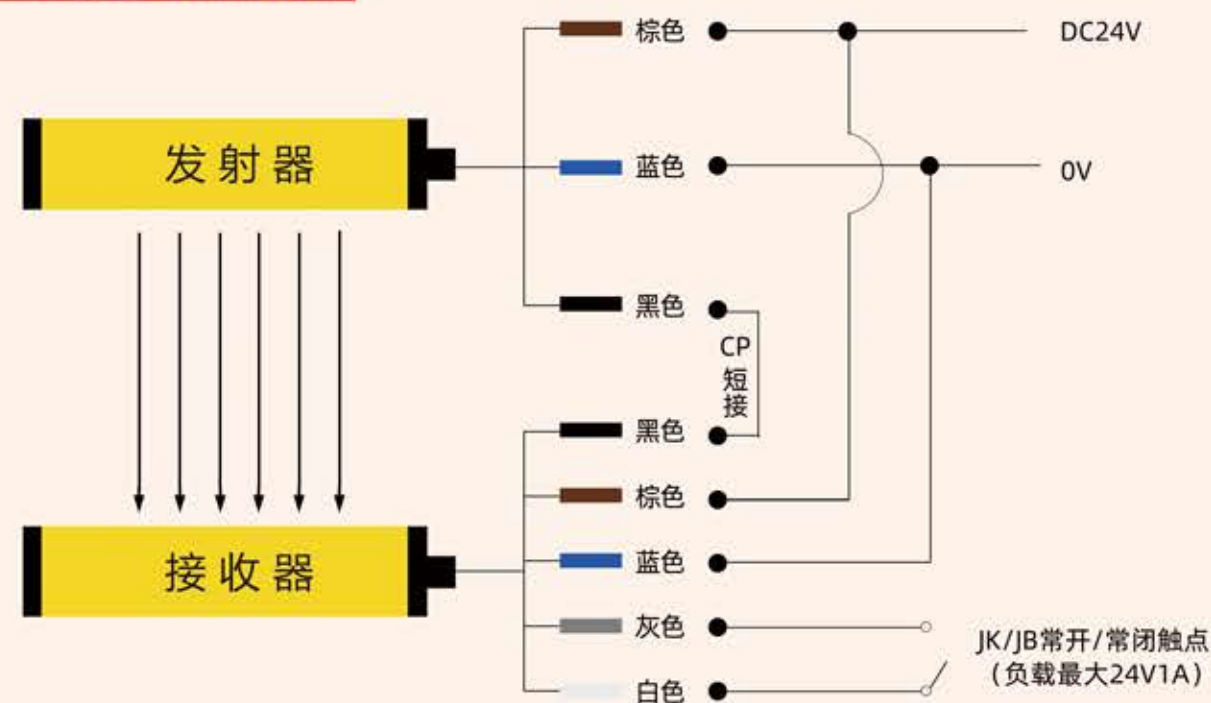 棕色
DC24V
发射器
蓝色
0V
黑色
CP
短
接
黑色
棕色
接收器
蓝色
灰色
JK/JB常开/常闭触点
（负载最大24V1A）
白色